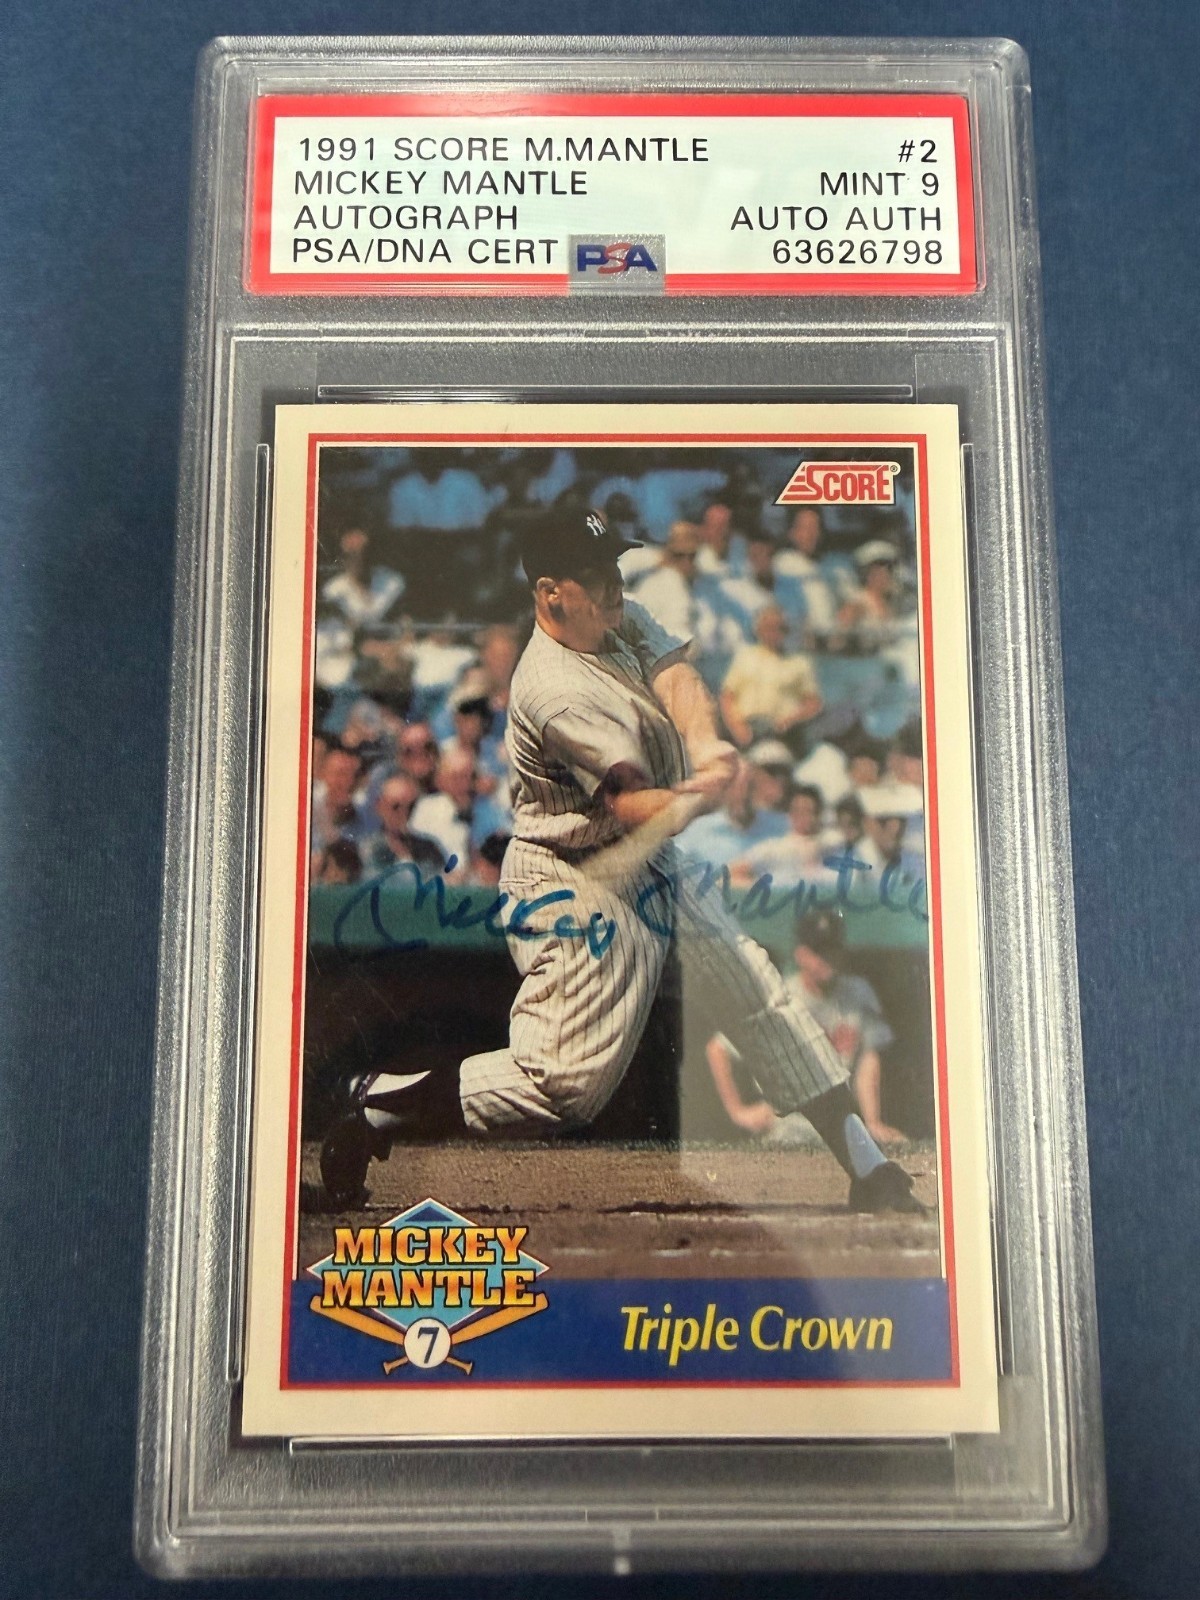 1991 SCORE M.MANTLE #2
MICKEY MANTLE MINT 9
AUTOGRAPH AUTO AUTH
PSA/DNA CERT PSA 63626798
SCORE®
NY
Mickey Mantle
MICKEY
MANTLE
7
Triple Crown